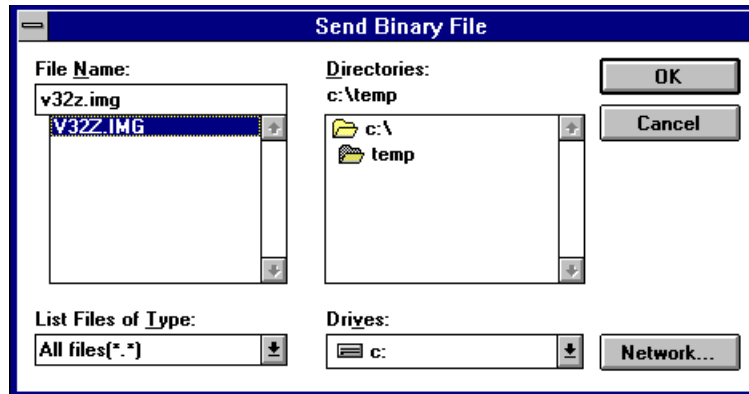 Send Binary File
File Name:
v32z.img
V32Z.IMG
List Files of Type:
All files(*.*)
Directories:
c:\temp
c:\
temp
Drives:
c:
OK
Cancel
Network...